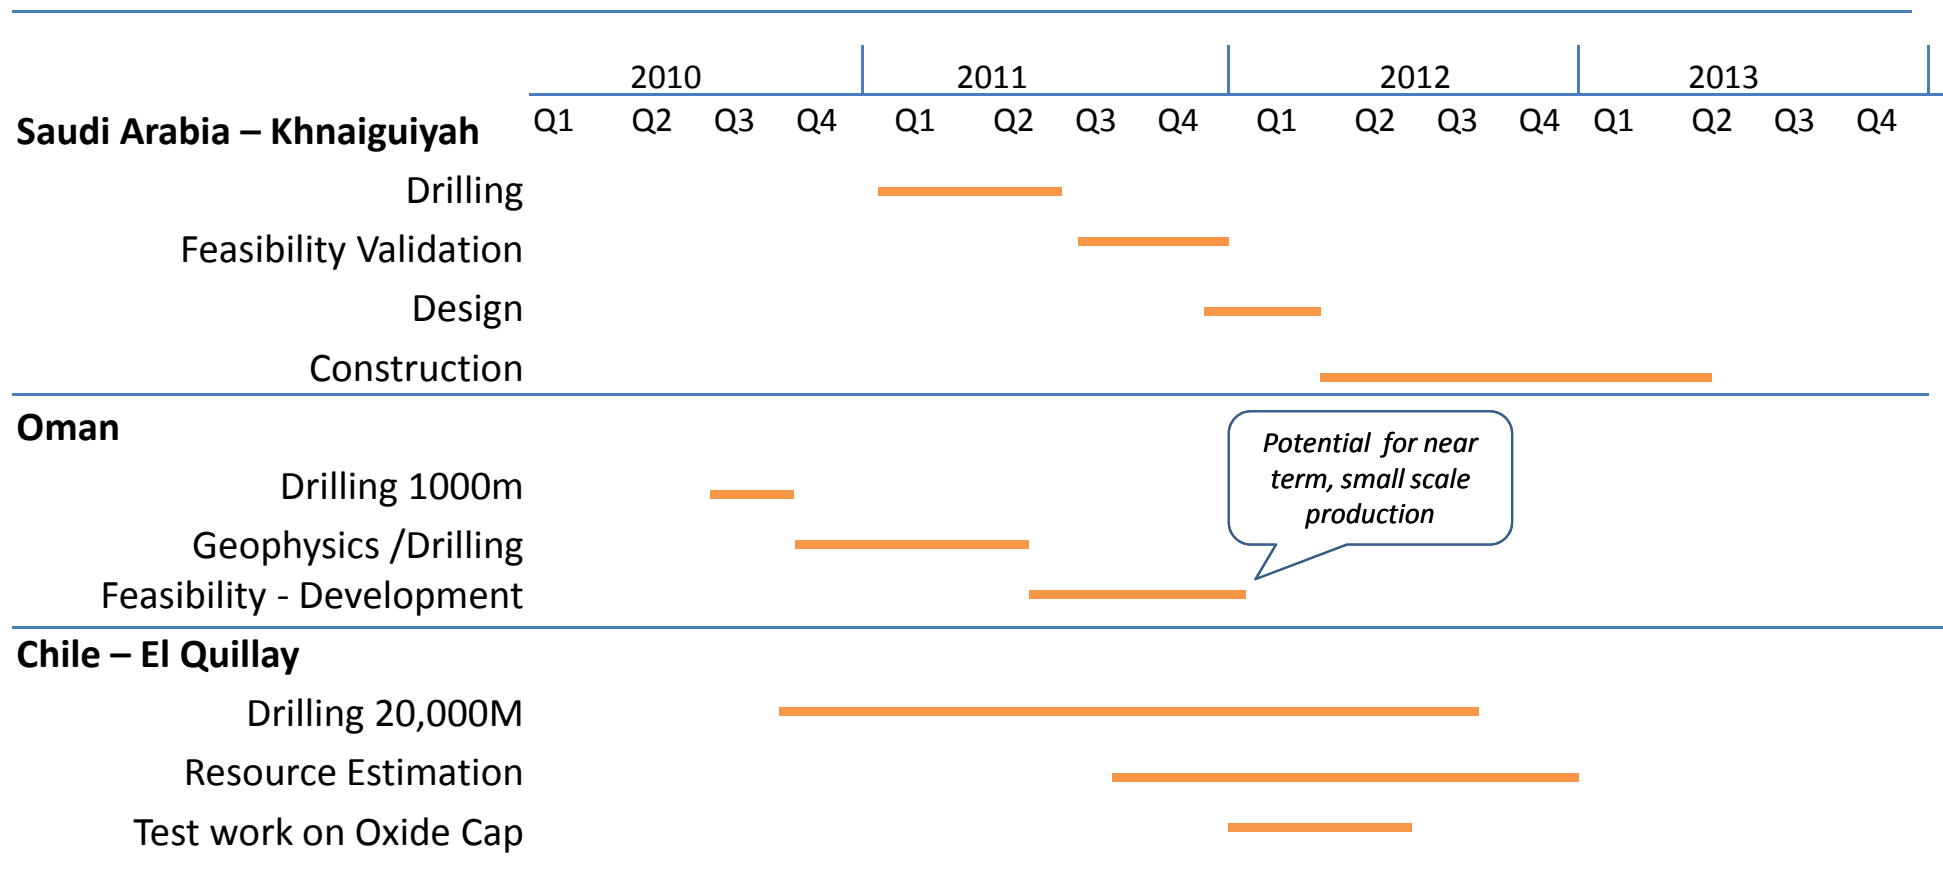 2010 2011 2012 2013
Q1 Q2 Q3 Q4 Q1 Q2 Q3 Q4 Q1 Q2 Q3 Q4 Q1 Q2 Q3 Q4
Saudi Arabia – Khnaiguiyah
Drilling
Feasibility Validation
Design
Construction
Oman
Potential for near
term, small scale
production
Drilling 1000m
Geophysics /Drilling
Feasibility - Development
Chile – El Quillay
Drilling 20,000M
Resource Estimation
Test work on Oxide Cap